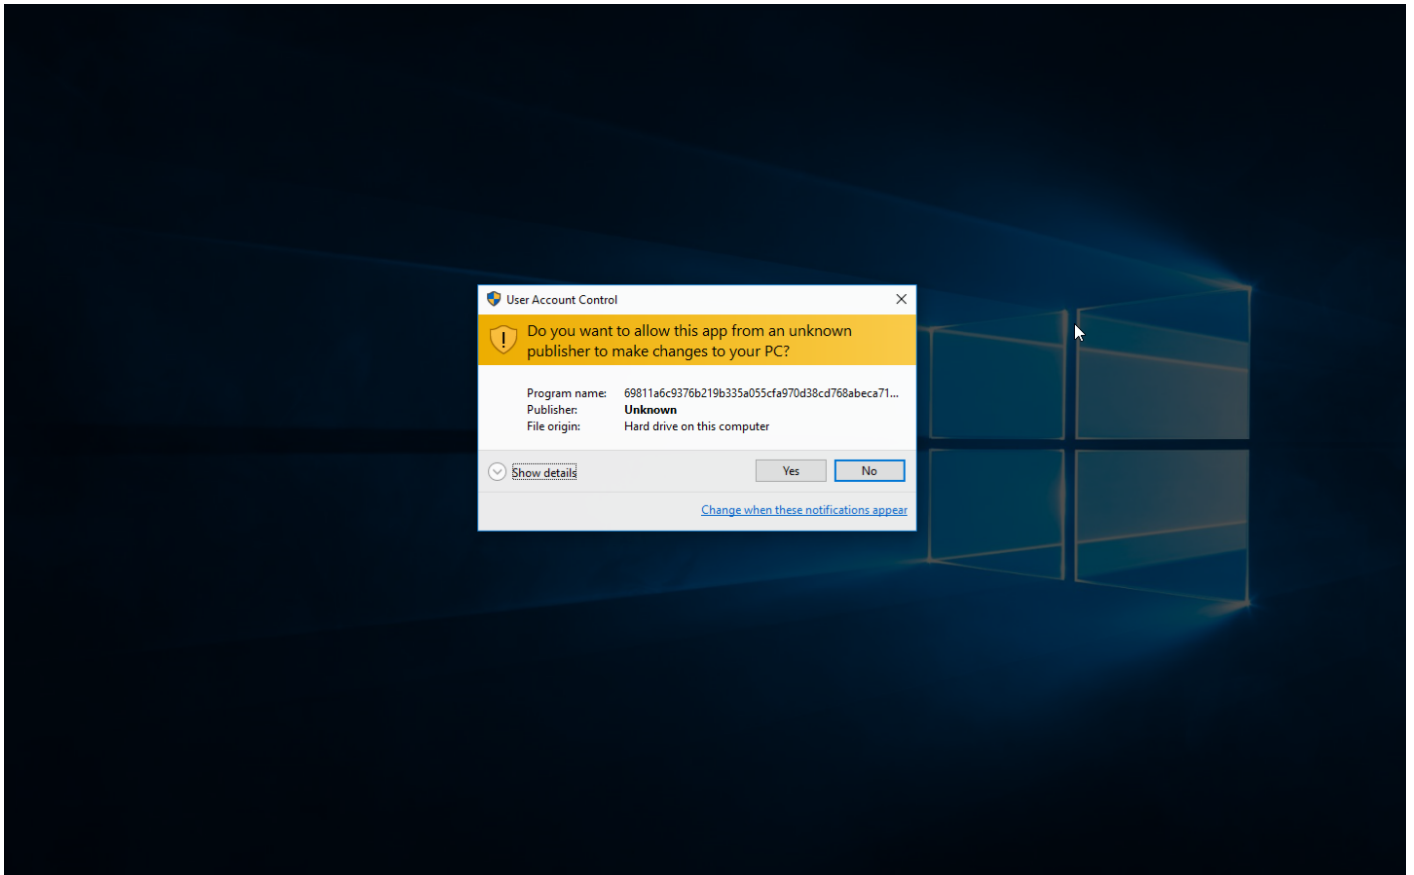 User Account Control
Do you want to allow this app from an unknown
publisher to make changes to your PC?
Program name: 69811a6c9376b219b335a055cfa970d38cd768abeca71...
Publisher: Unknown
File origin: Hard drive on this computer
Show details Yes No
Change when these notifications appear